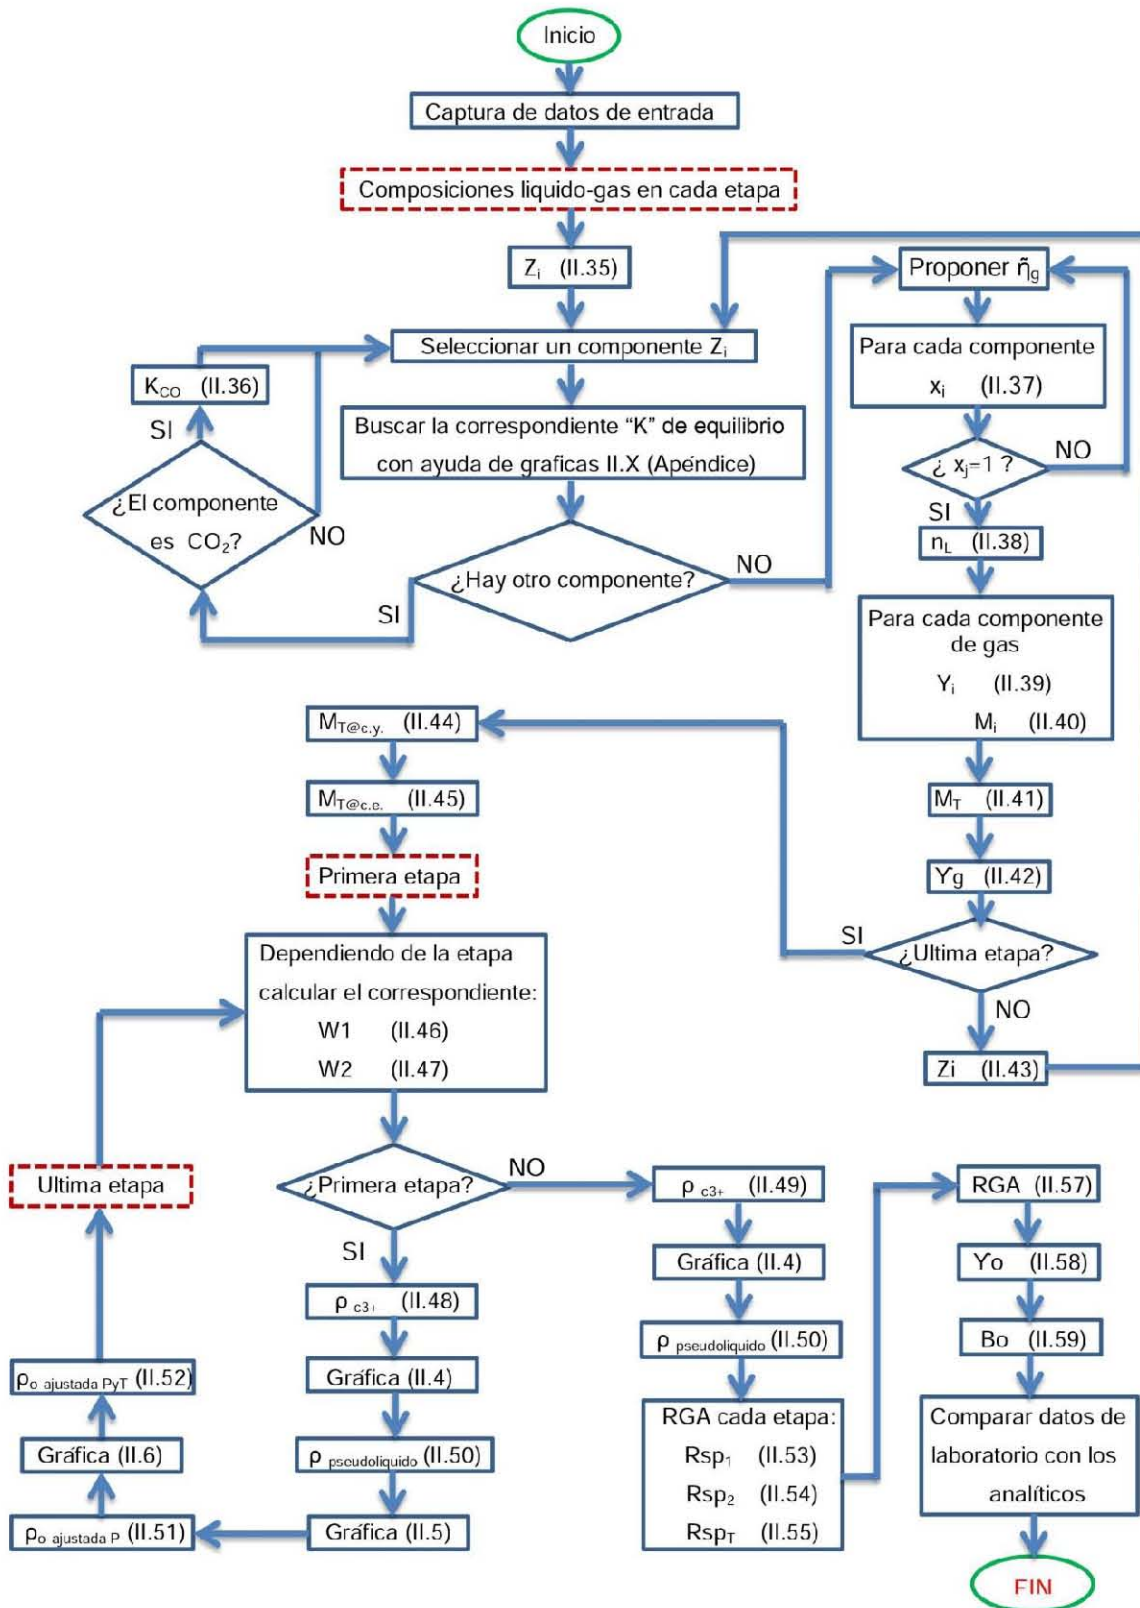 Inicio
Captura de datos de entrada
Composiciones liquido-gas en cada etapa
Zi (II.35)
Seleccionar un componente Zi
Buscar la correspondiente “K” de equilibrio
con ayuda de graficas II.X (Apéndice)
¿Hay otro componente?
SI
NO
¿El componente
es CO₂?
SI
NO
KCO (II.36)
Proponer ñg
Para cada componente
xi (II.37)
¿ xj=1 ?
NO
SI
nL (II.38)
Para cada componente
de gas
Yi (II.39)
Mi (II.40)
MT (II.41)
Ƴg (II.42)
¿Ultima etapa?
SI
NO
Zi (II.43)
MT@c.y. (II.44)
MT@c.e. (II.45)
Primera etapa
Dependiendo de la etapa
calcular el correspondiente:
W1 (II.46)
W2 (II.47)
¿Primera etapa?
NO
SI
ρ c3+ (II.48)
Gráfica (II.4)
ρ pseudoliquido (II.50)
Gráfica (II.5)
ρo ajustada P (II.51)
Gráfica (II.6)
ρo ajustada PyT (II.52)
Ultima etapa
ρ c3+ (II.49)
Gráfica (II.4)
ρ pseudoliquido (II.50)
RGA cada etapa:
Rsp₁ (II.53)
Rsp₂ (II.54)
RspT (II.55)
RGA (II.57)
Ƴo (II.58)
Bo (II.59)
Comparar datos de
laboratorio con los
analíticos
FIN